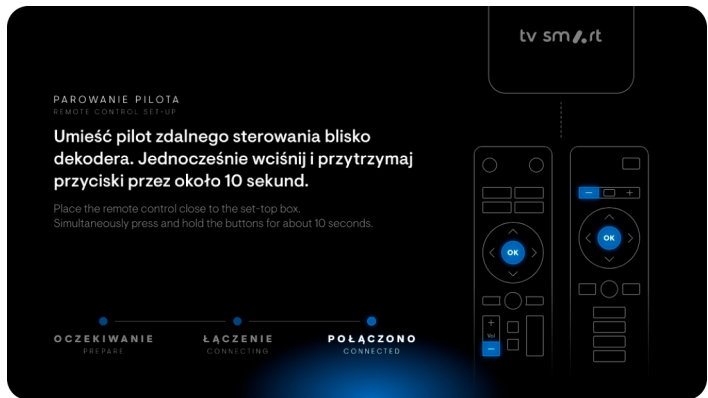 tv smart
PAROWANIE PILOTA
REMOTE CONTROL SET-UP
Umieść pilot zdalnego sterowania blisko
dekodera. Jednocześnie wciśnij i przytrzymaj
przyciski przez około 10 sekund.
Place the remote control close to the set-top box.
Simultaneously press and hold the buttons for about 10 seconds.
OK
OK
+
Vol
−
− +
OCZEKIWANIE
PREPARE
ŁĄCZENIE
CONNECTING
POŁĄCZONO
CONNECTED